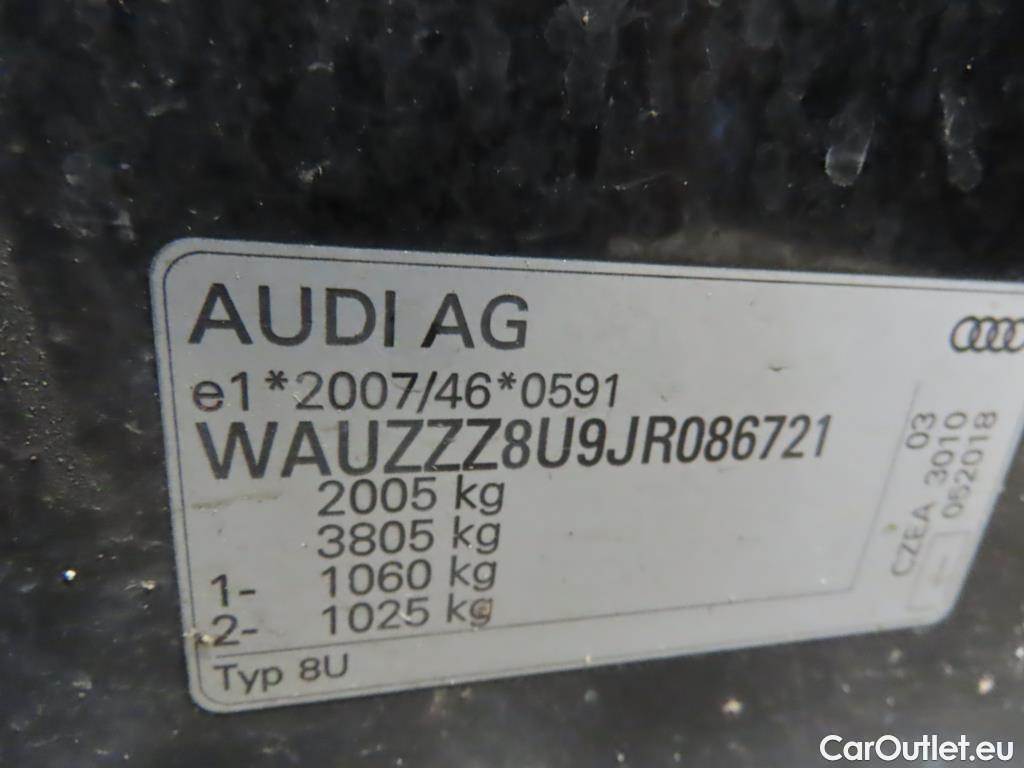 AUDI AG
e1*2007/46*0591
WAUZZZ8U9JR086721
2005 kg
3805 kg
1- 1060 kg
2- 1025 kg
Typ 8U
CZEA 03
3010
052018
CarOutlet.eu